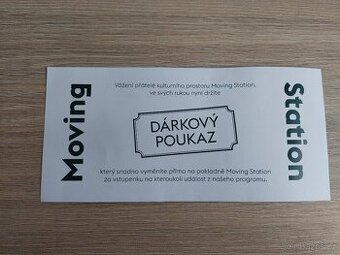 Moving
Vážení přátelé kulturního prostoru Moving Station,
ve svých rukou nyní držíte
DÁRKOVÝ
POUKAZ
který snadno vyměníte přímo na pokladně Moving Station
za vstupenku na kteroukoli událost z našeho programu.
Station